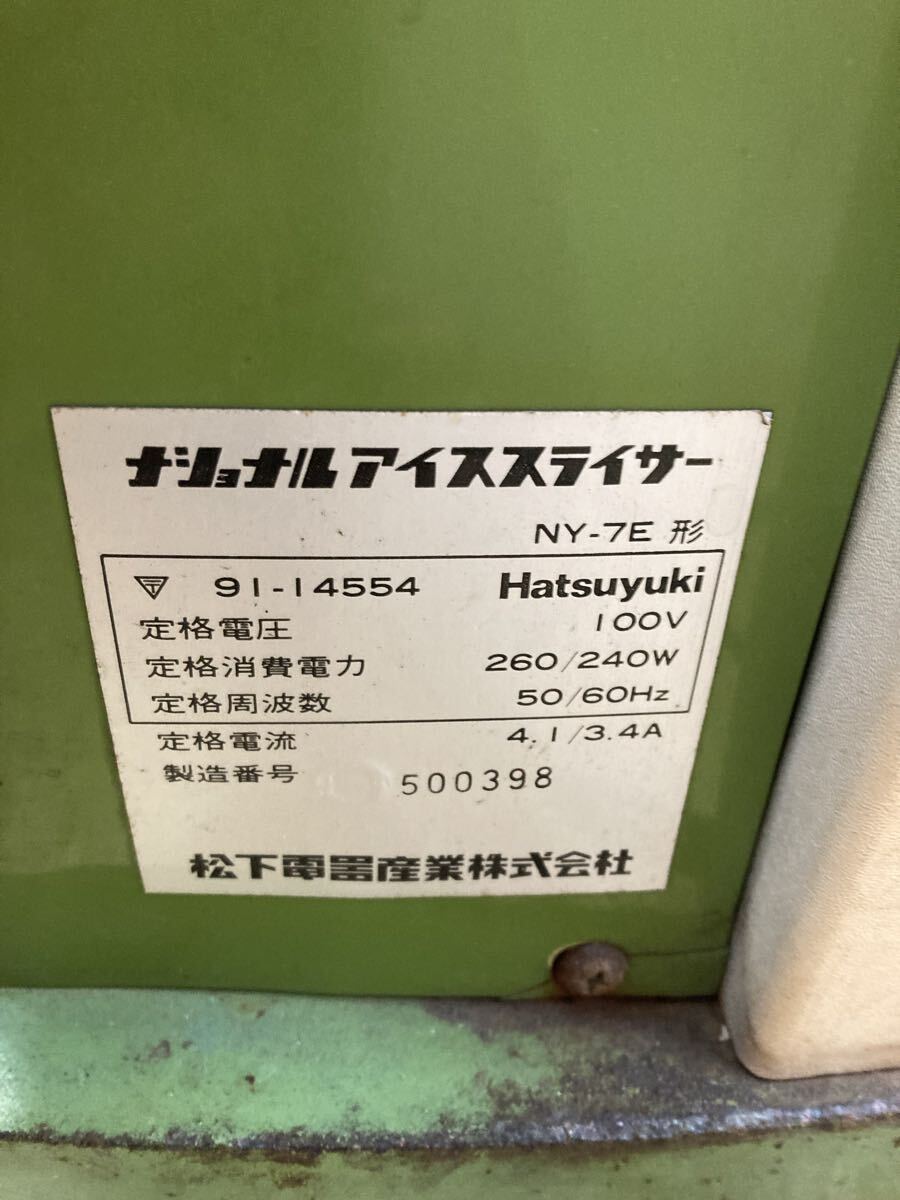 ナショナル アイススライサー
NY-7E 形
91-14554 Hatsuyuki
定格電圧 100V
定格消費電力 260/240W
定格周波数 50/60Hz
定格電流 4.1/3.4A
製造番号 500398
松下電器産業株式会社